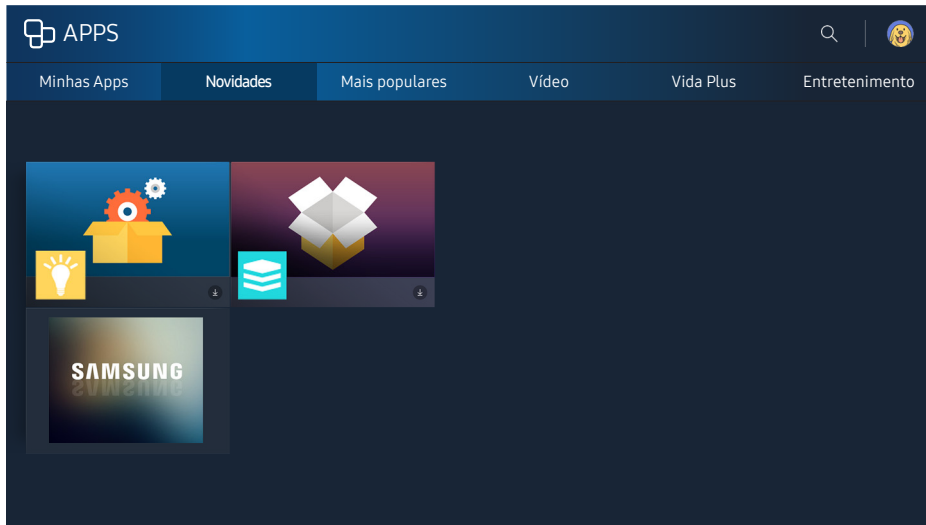 APPS
Minhas Apps Novidades Mais populares Vídeo Vida Plus Entretenimento
SAMSUNG